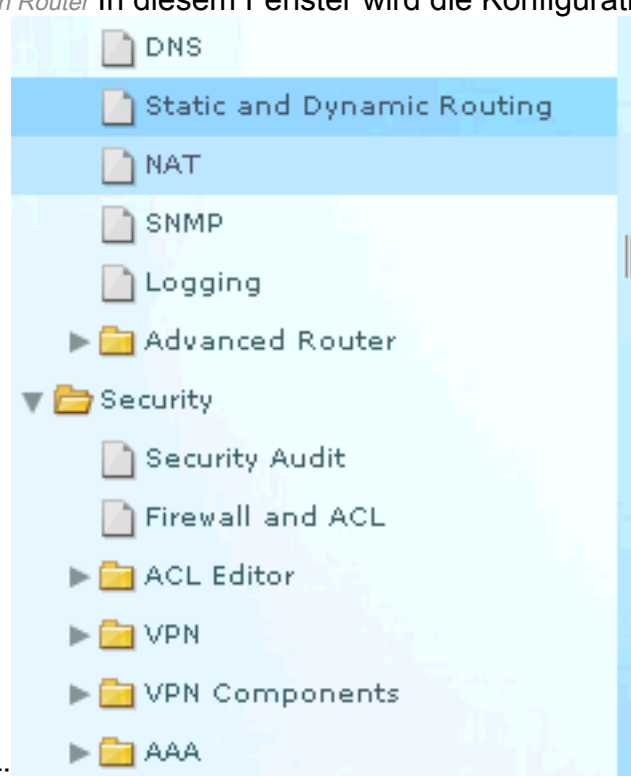 n Router In diesem Fenster wird die Konfigurati
DNS
Static and Dynamic Routing
NAT
SNMP
Logging
Advanced Router
Security
Security Audit
Firewall and ACL
ACL Editor
VPN
VPN Components
AAA
..